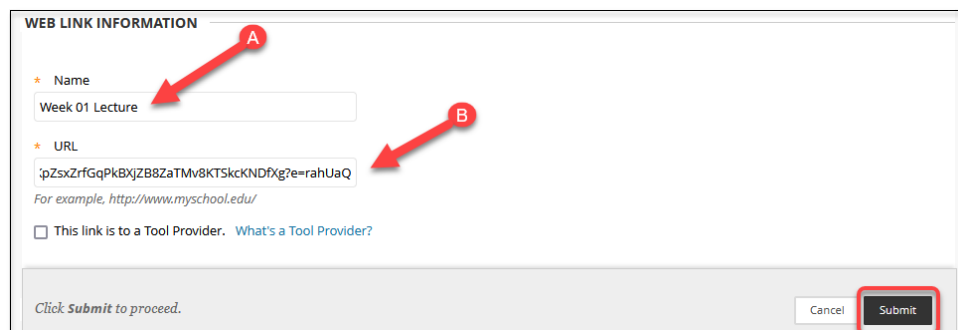 WEB LINK INFORMATION
A
* Name
Week 01 Lecture
B
* URL
pZsxZrfGqPkBXjZB8ZaTMv8KTSkcKNDfXg?e=rahUaQ
For example, http://www.myschool.edu/
This link is to a Tool Provider. What's a Tool Provider?
Click Submit to proceed.
Cancel Submit